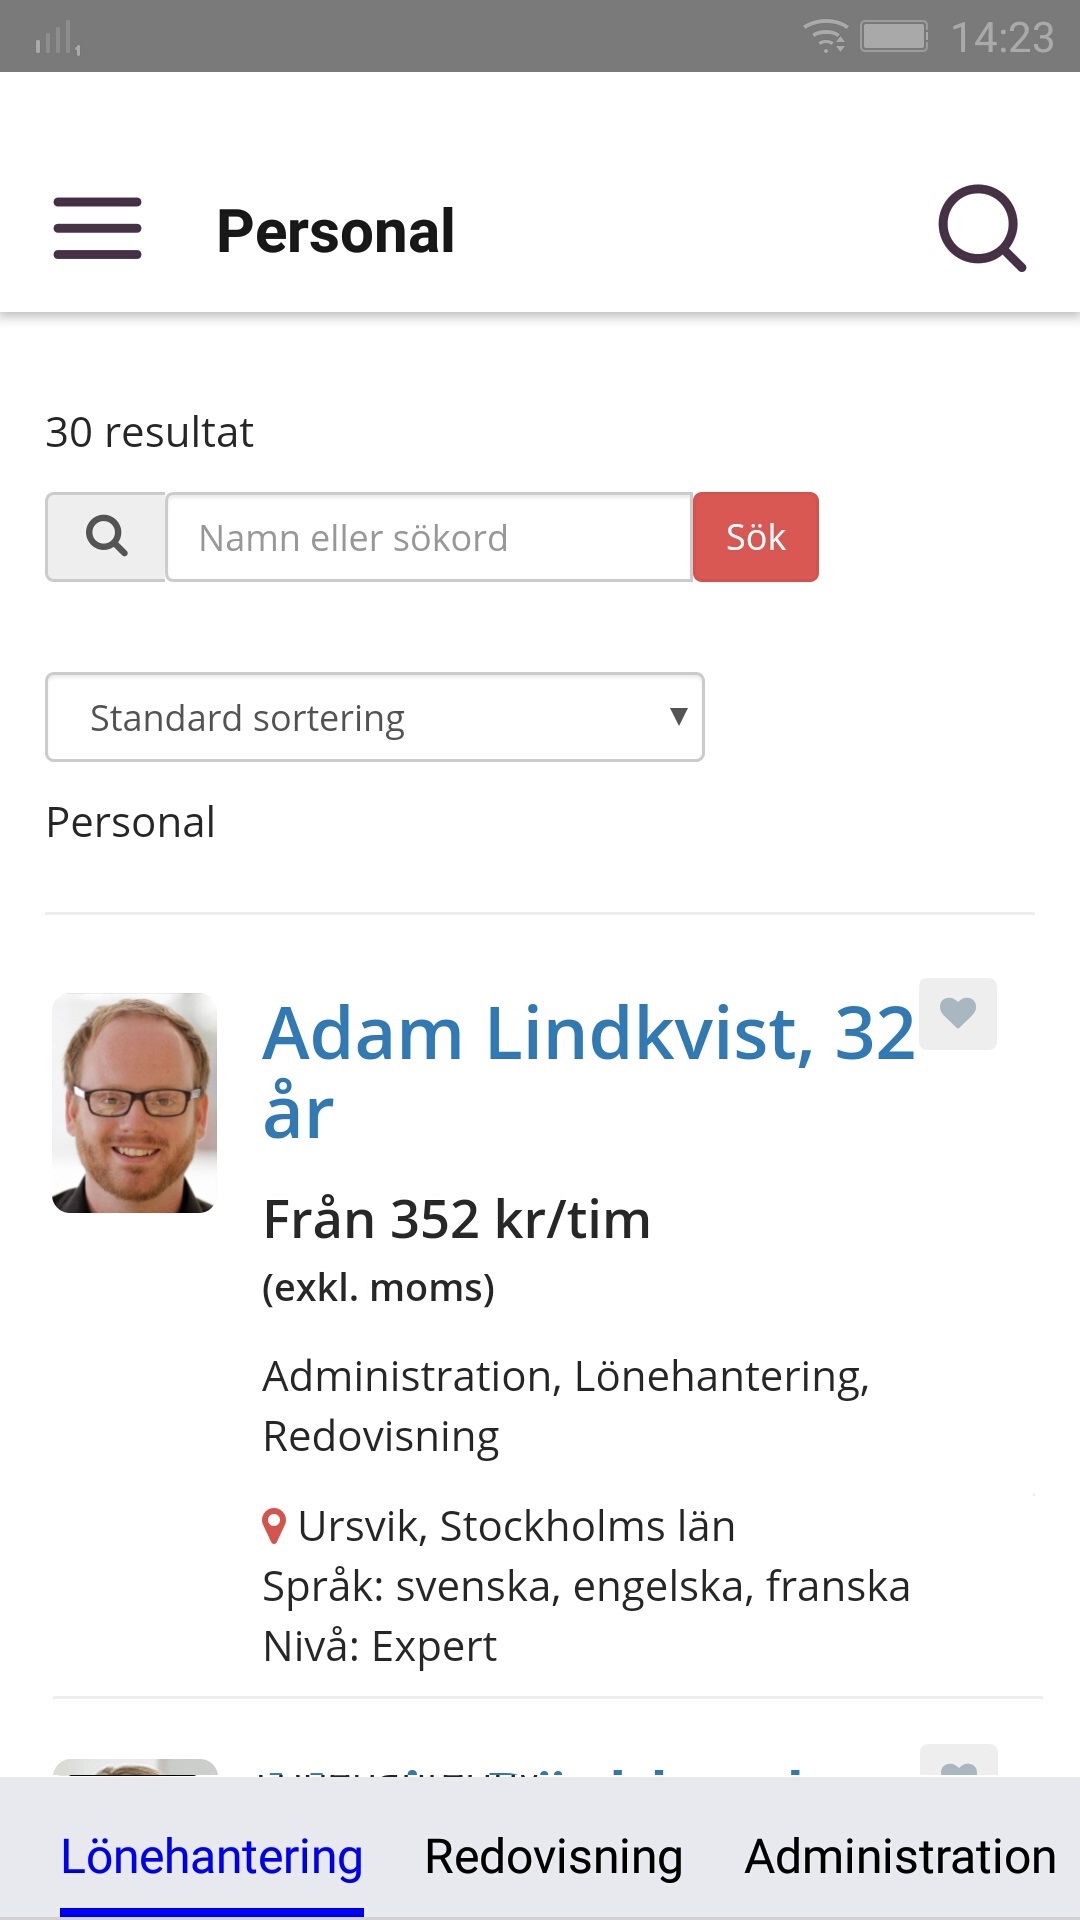 14:23
Personal
30 resultat
Namn eller sökord
Sök
Standard sortering
Personal
Adam Lindkvist, 32
år
Från 352 kr/tim
(exkl. moms)
Administration, Lönehantering,
Redovisning
Ursvik, Stockholms län
Språk: svenska, engelska, franska
Nivå: Expert
Lönehantering Redovisning Administration